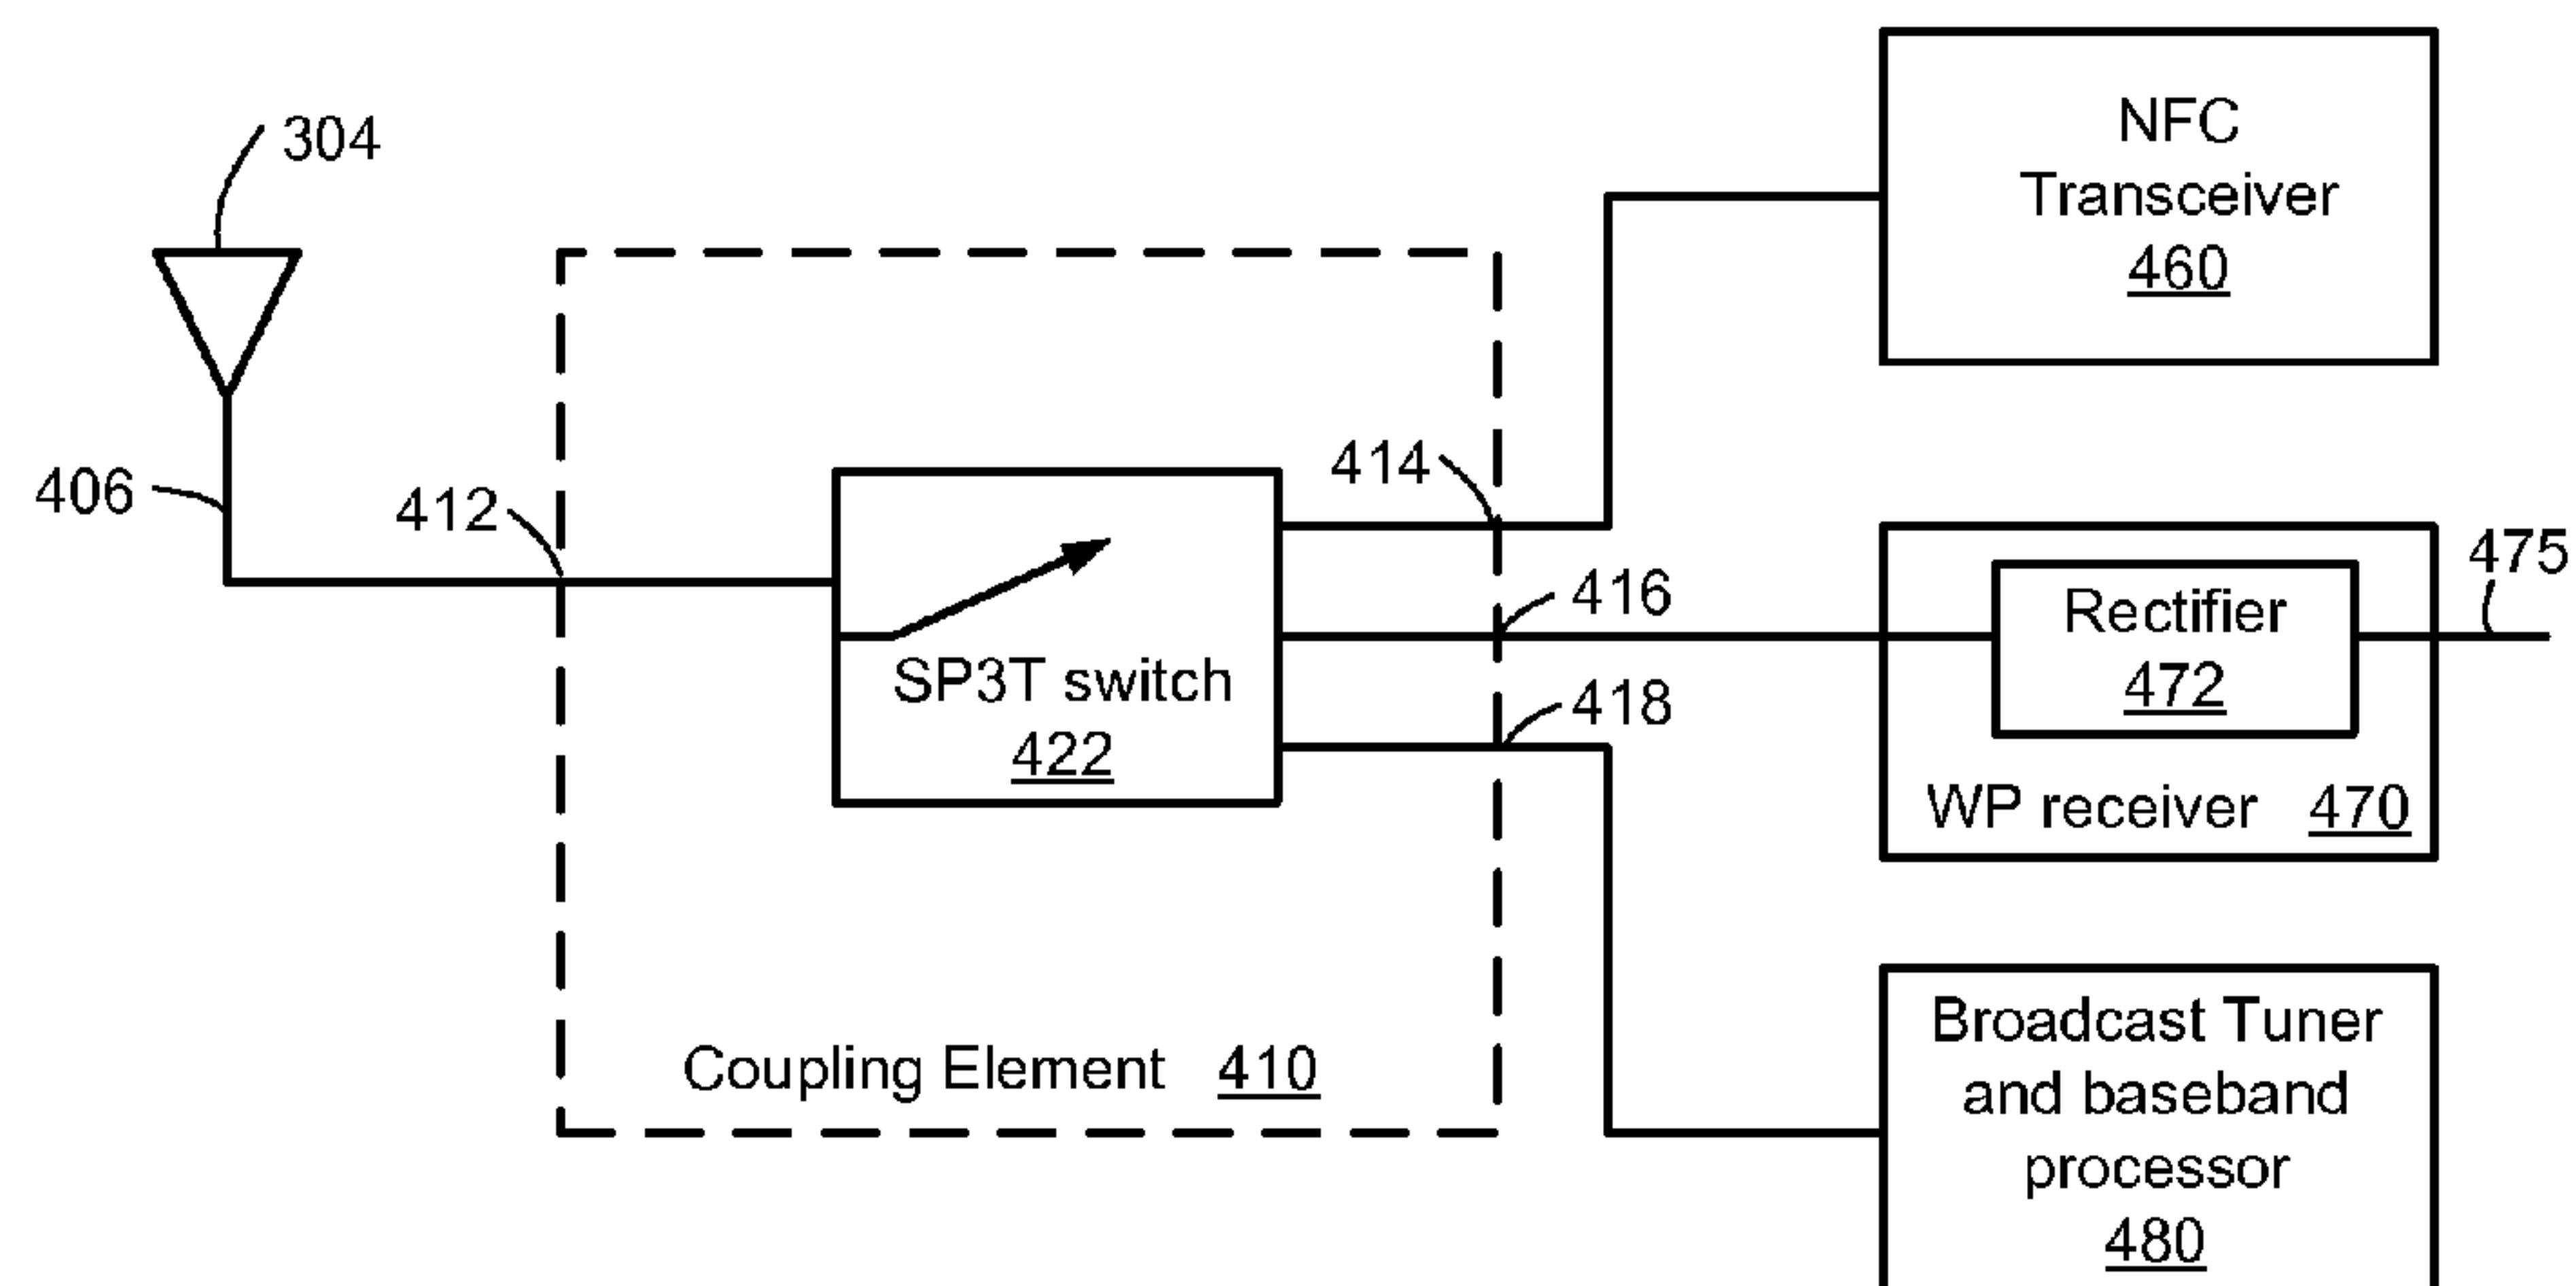 304
406
412
SP3T switch
422
Coupling Element 410
414
416
418
NFC
Transceiver
460
Rectifier
472
WP receiver 470
475
Broadcast Tuner
and baseband
processor
480